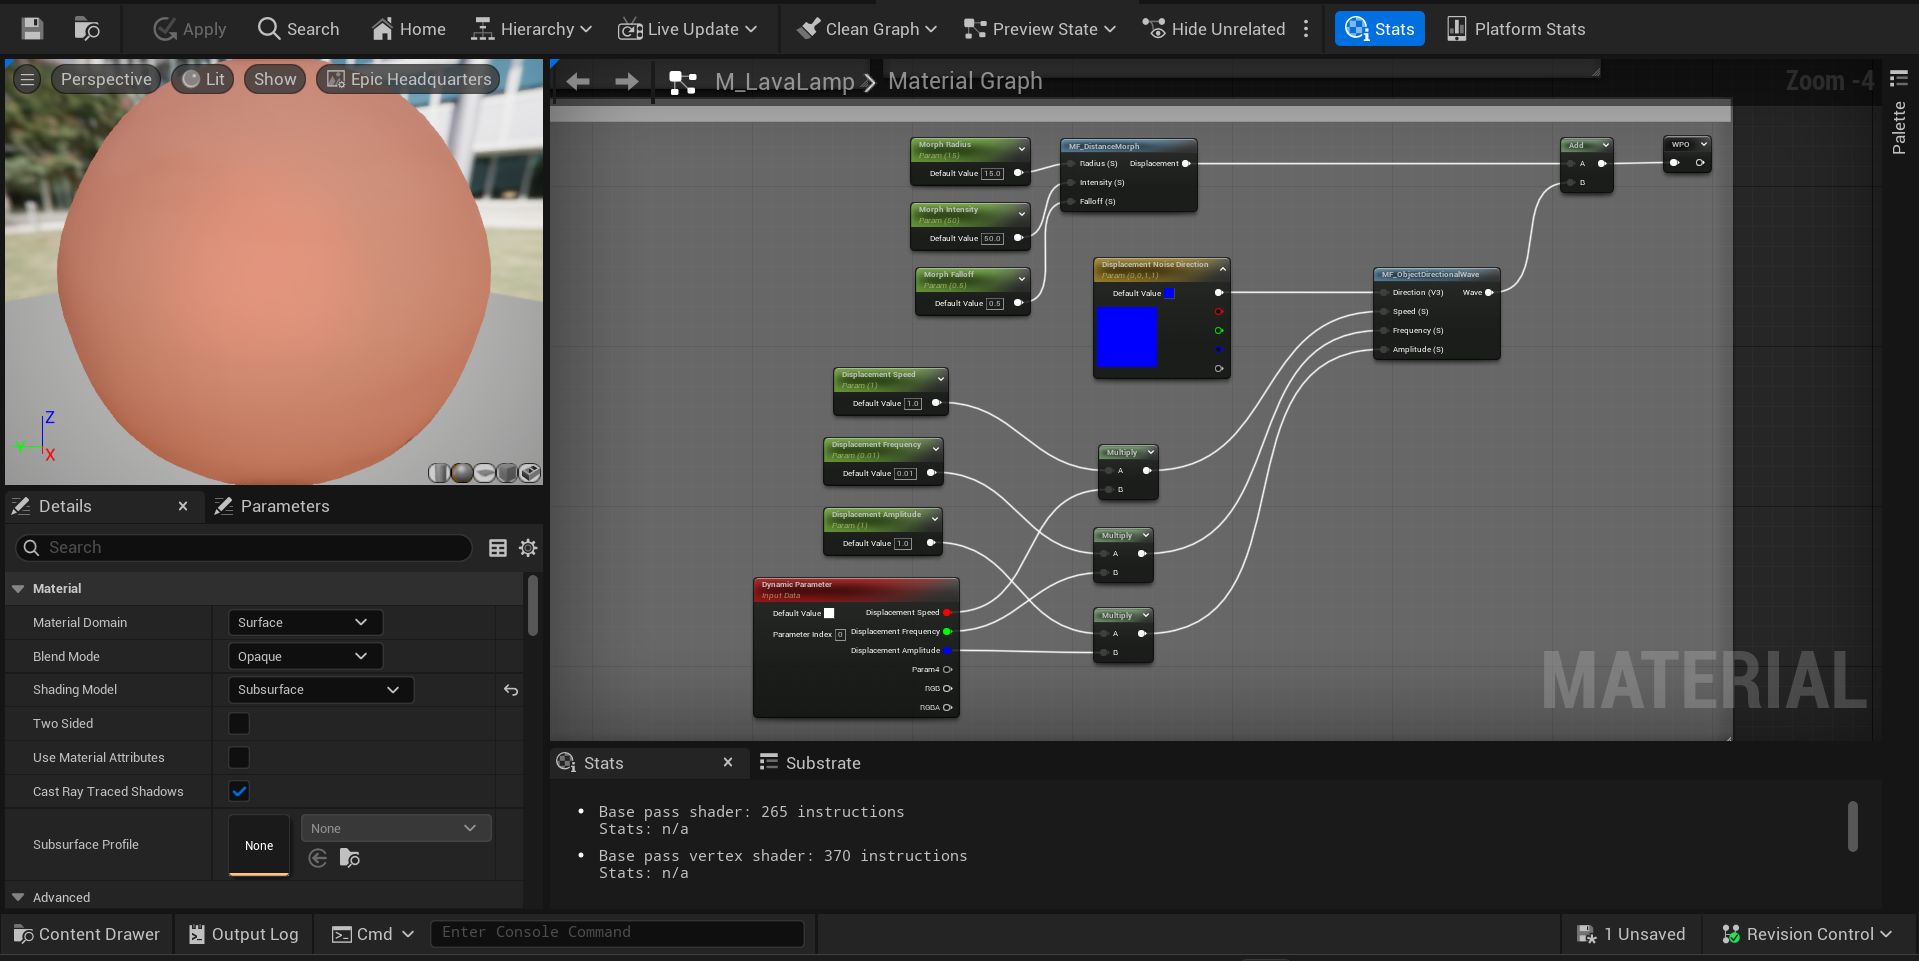 Apply
Search
Home
Hierarchy
Live Update
Clean Graph
Preview State
Hide Unrelated
Stats
Platform Stats
Perspective
Lit
Show
Epic Headquarters
M_LavaLamp
Material Graph
Zoom -4
Palette
Morph Radius
Param (15)
Default Value 15.0
MF_DistanceMorph
Radius (S) Displacement
Intensity (S)
Falloff (S)
Add
A
B
WPO
Morph Intensity
Param (50)
Default Value 50.0
Morph Falloff
Param (0.5)
Default Value 0.5
Displacement Noise Direction
Param (0,0,1,1)
Default Value
MF_ObjectDirectionalWave
Direction (V3) Wave
Speed (S)
Frequency (S)
Amplitude (S)
Displacement Speed
Param (1)
Default Value 1.0
Displacement Frequency
Param (0.01)
Default Value 0.01
Displacement Amplitude
Param (1)
Default Value 1.0
Multiply
A
B
Multiply
A
B
Multiply
A
B
Dynamic Parameter
Input Data
Default Value Displacement Speed
Parameter Index 0 Displacement Frequency
Displacement Amplitude
Param4
RGB
RGBA
MATERIAL
Z
Y
X
Details
Parameters
Search
Material
Material Domain Surface
Blend Mode Opaque
Shading Model Subsurface
Two Sided
Use Material Attributes
Cast Ray Traced Shadows
Subsurface Profile None None
Advanced
Stats
Substrate
Base pass shader: 265 instructions
Stats: n/a
Base pass vertex shader: 370 instructions
Stats: n/a
Content Drawer
Output Log
Cmd
Enter Console Command
1 Unsaved
Revision Control